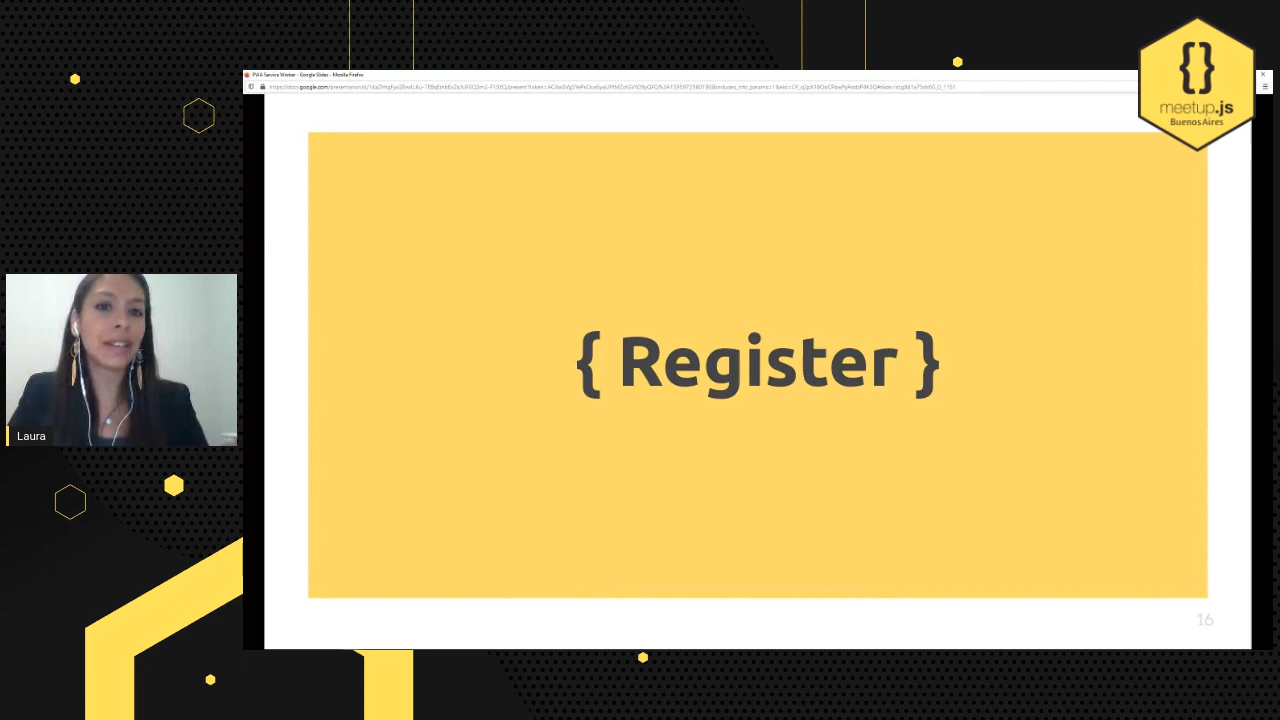 PWA Service Worker - Google Slides - Mozilla Firefox
{}
meetup.js
Buenos Aires
{ Register }
Laura
16